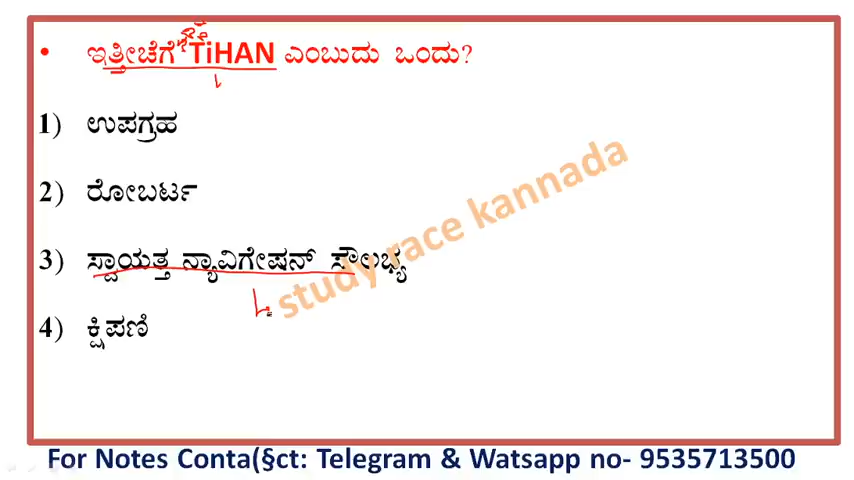 • ಇತ್ತೀಚೆಗೆ TiHAN ಎಂಬುದು ಒಂದು?
1) ಉಪಗ್ರಹ
2) ರೋಬರ್ಟ
3) ಸ್ವಾಯತ್ತ ನ್ಯಾವಿಗೇಷನ್ ಸೌಲಭ್ಯ
4) ಕ್ಷಿಪಣಿ
study race kannada
For Notes Conta(§ct: Telegram & Watsapp no- 9535713500